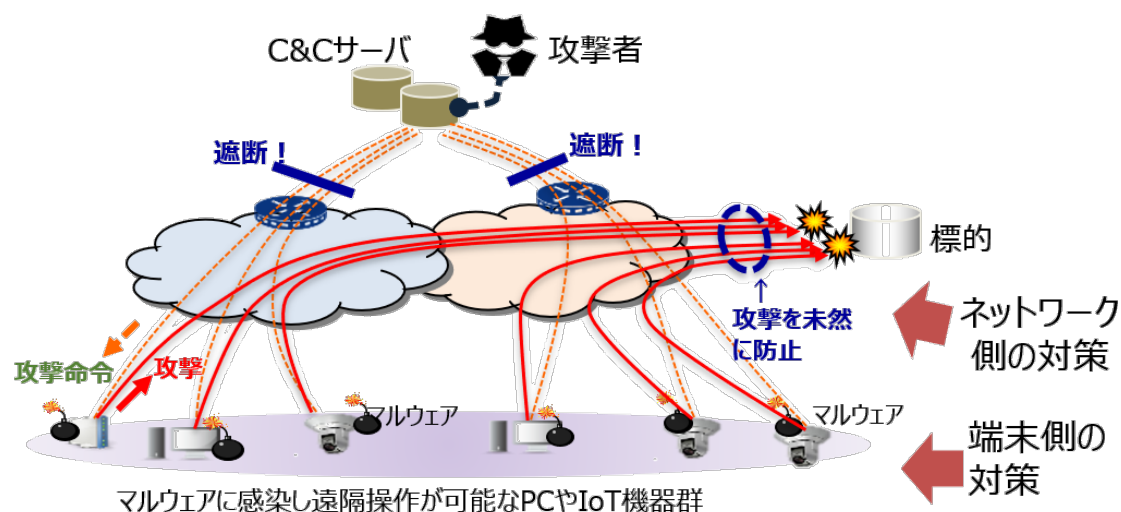 C&Cサーバ
攻撃者
遮断！
遮断！
標的
攻撃を未然
に防止
↑
ネットワーク
側の対策
攻撃命令
攻撃
マルウェア
マルウェア
端末側の
対策
マルウェアに感染し遠隔操作が可能なPCやIoT機器群